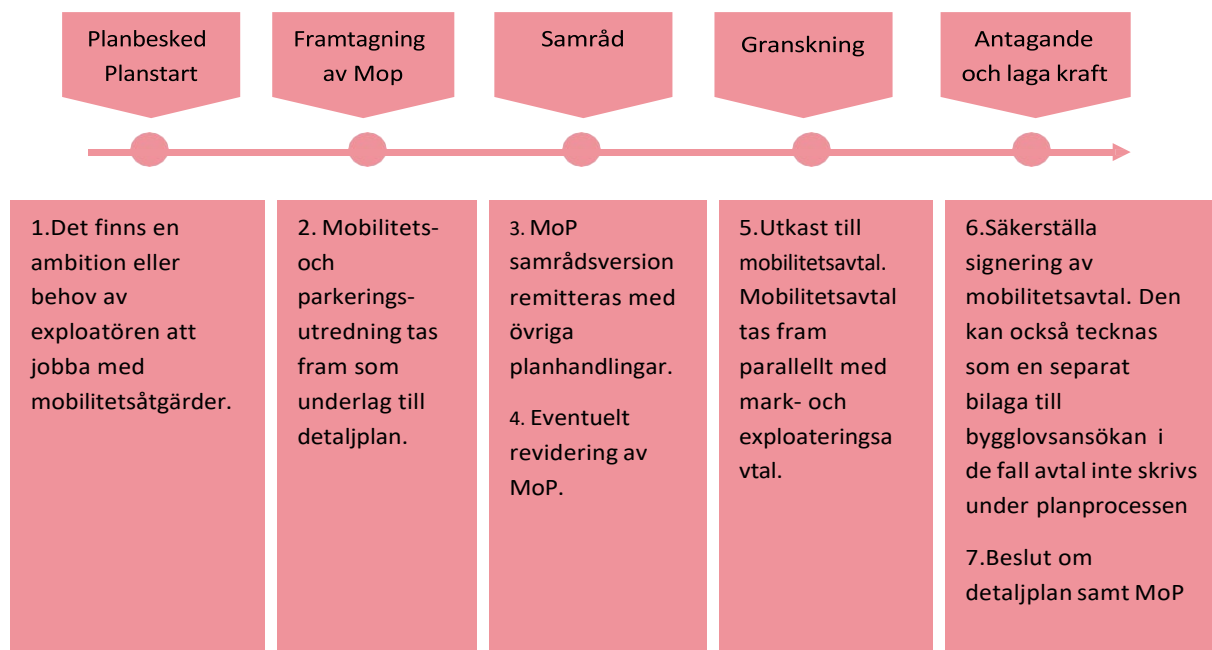 Planbesked
Planstart
Framtagning
av Mop
Samråd
Granskning
Antagande
och laga kraft
1.Det finns en
ambition eller
behov av
exploatören att
jobba med
mobilitetsåtgärder.
2. Mobilitets-
och
parkerings-
utredning tas
fram som
underlag till
detaljplan.
3. MoP
samrådsversion
remitteras med
övriga
planhandlingar.
4. Eventuelt
revidering av
MoP.
5.Utkast till
mobilitetsavtal.
Mobilitetsavtal
tas fram
parallellt med
mark- och
exploateringsa
vtal.
6.Säkerställa
signering av
mobilitetsavtal. Den
kan också tecknas
som en separat
bilaga till
bygglovsansökan i
de fall avtal inte skrivs
under planprocessen
7.Beslut om
detaljplan samt MoP